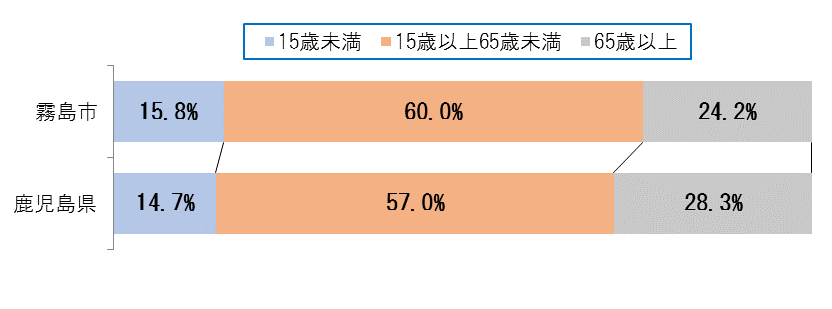 15歳未満 15歳以上65歳未満 65歳以上
霧島市 15.8% 60.0% 24.2%
鹿児島県 14.7% 57.0% 28.3%